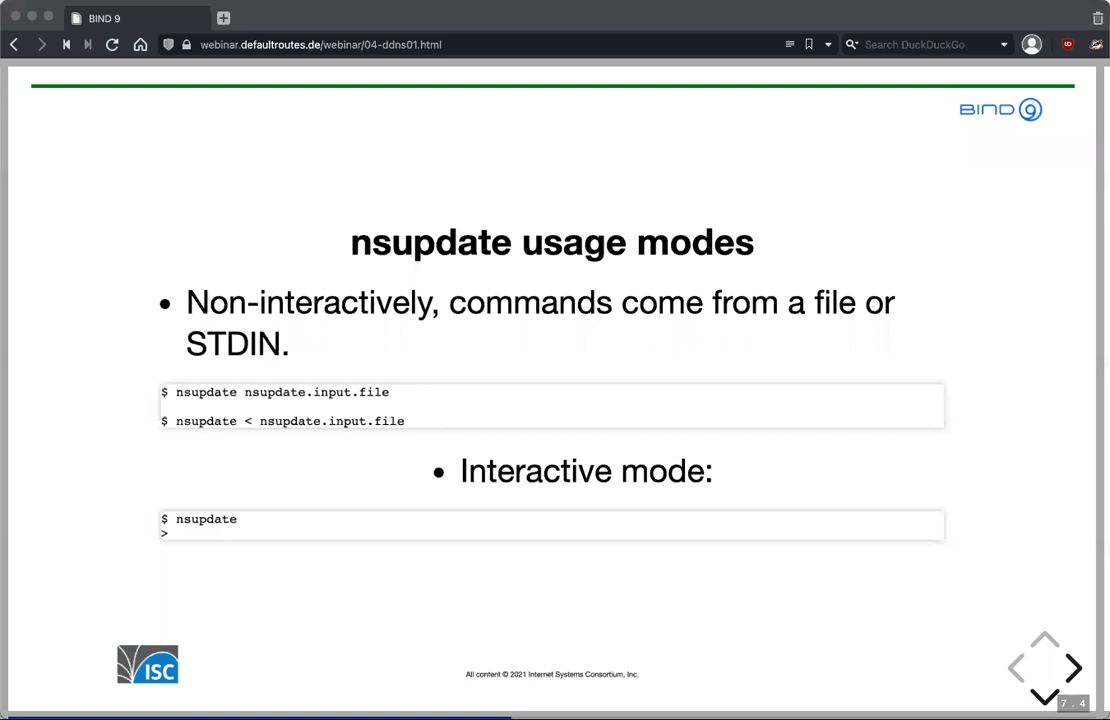 BIND 9
webinar.defaultroutes.de/webinar/04-ddns01.html
Search DuckDuckGo
BIND 9
nsupdate usage modes
• Non-interactively, commands come from a file or
STDIN.
$ nsupdate nsupdate.input.file
$ nsupdate < nsupdate.input.file
• Interactive mode:
$ nsupdate
>
ISC
All content © 2021 Internet Systems Consortium, Inc.
7 . 4